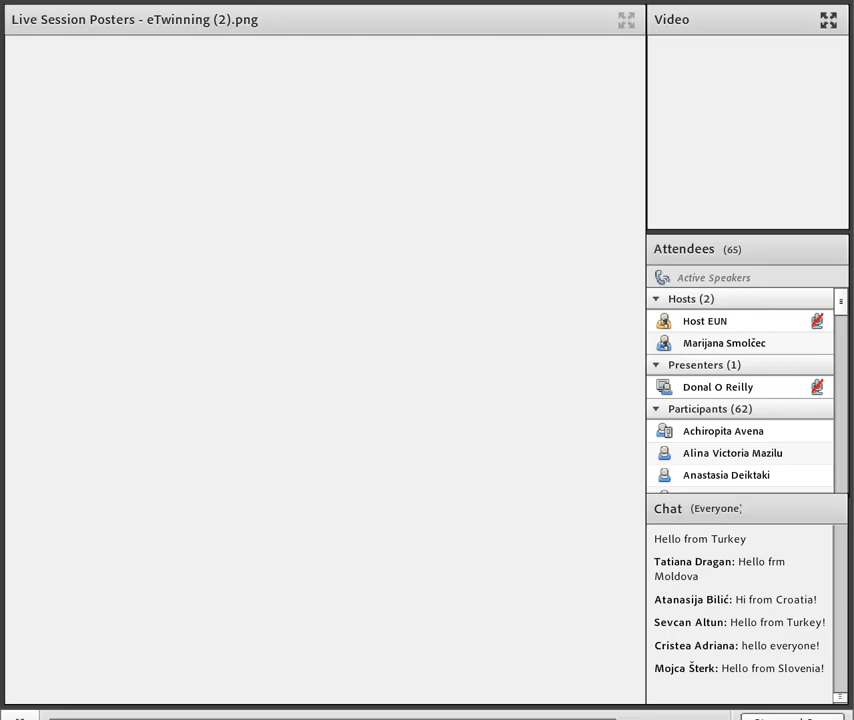 Live Session Posters - eTwinning (2).png
Video
Attendees (65)
Active Speakers
Hosts (2)
Host EUN
Marijana Smolčec
Presenters (1)
Donal O Reilly
Participants (62)
Achiropita Avena
Alina Victoria Mazilu
Anastasia Deiktaki
Chat (Everyone)
Hello from Turkey
Tatiana Dragan: Hello frm
Moldova
Atanasija Bilić: Hi from Croatia!
Sevcan Altun: Hello from Turkey!
Cristea Adriana: hello everyone!
Mojca Šterk: Hello from Slovenia!